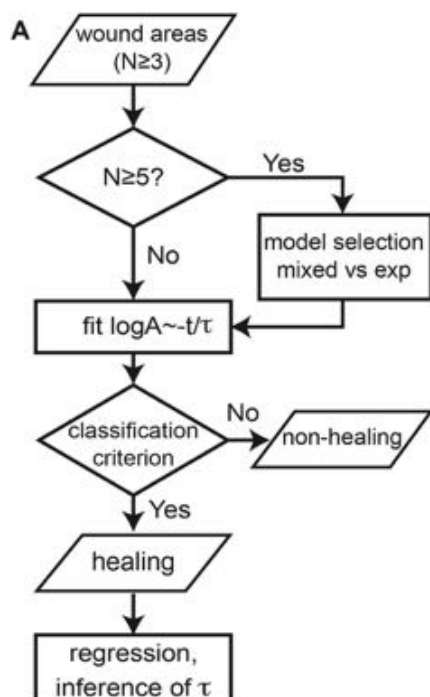 A
wound areas
(N≥3)
N≥5?
Yes
No
model selection
mixed vs exp
fit logA~-t/τ
classification
criterion
No
non-healing
Yes
healing
regression,
inference of τ